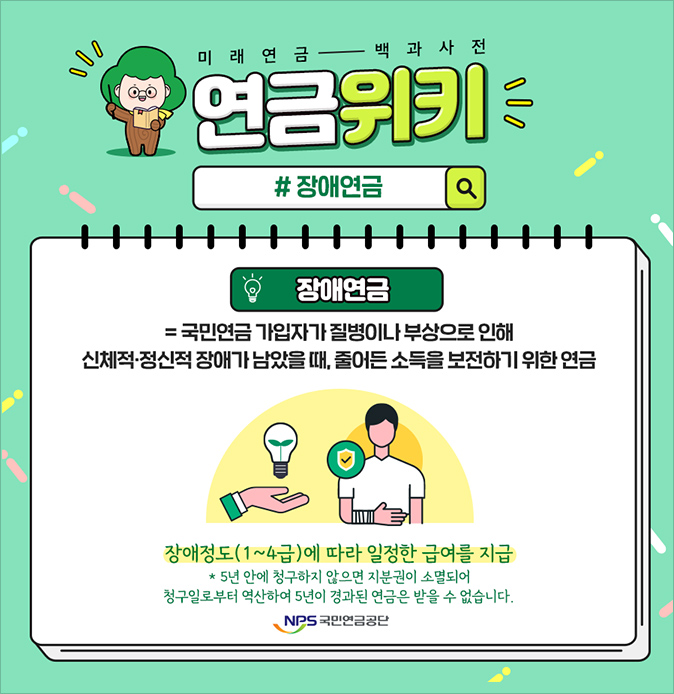 미래연금 백과사전
연금위키
# 장애연금
장애연금
= 국민연금 가입자가 질병이나 부상으로 인해
신체적·정신적 장애가 남았을 때, 줄어든 소득을 보전하기 위한 연금
장애정도(1~4급)에 따라 일정한 급여를 지급
* 5년 안에 청구하지 않으면 지분권이 소멸되어
청구일로부터 역산하여 5년이 경과된 연금은 받을 수 없습니다.
NPS 국민연금공단